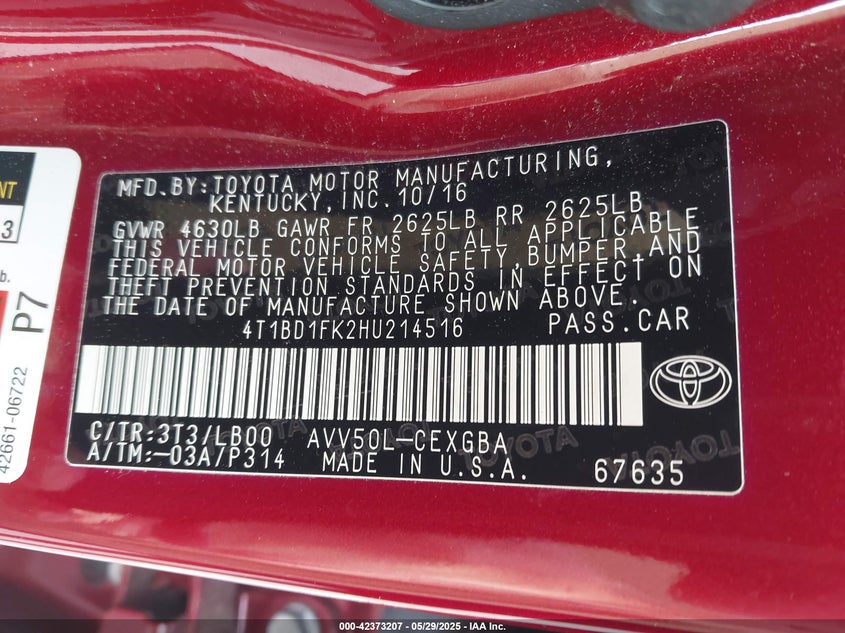 NT
3
b.
P7
42661-06722
MFD.BY:TOYOTA MOTOR MANUFACTURING,
KENTUCKY,INC.10/16
GVWR 4630LB GAWR FR 2625LB RR 2625LB
THIS VEHICLE CONFORMS TO ALL APPLICABLE
FEDERAL MOTOR VEHICLE SAFETY,BUMPER,AND
THEFT PREVENTION STANDARDS IN EFFECT ON
THE DATE OF MANUFACTURE SHOWN ABOVE.
4T1BD1FK2HU214516 PASS.CAR
C/TR:3T3/LB00 AVV50L-CEXGBA
A/TM:-03A/P314 MADE IN U.S.A. 67635
000-42373207 - 05/29/2025 - IAA Inc.